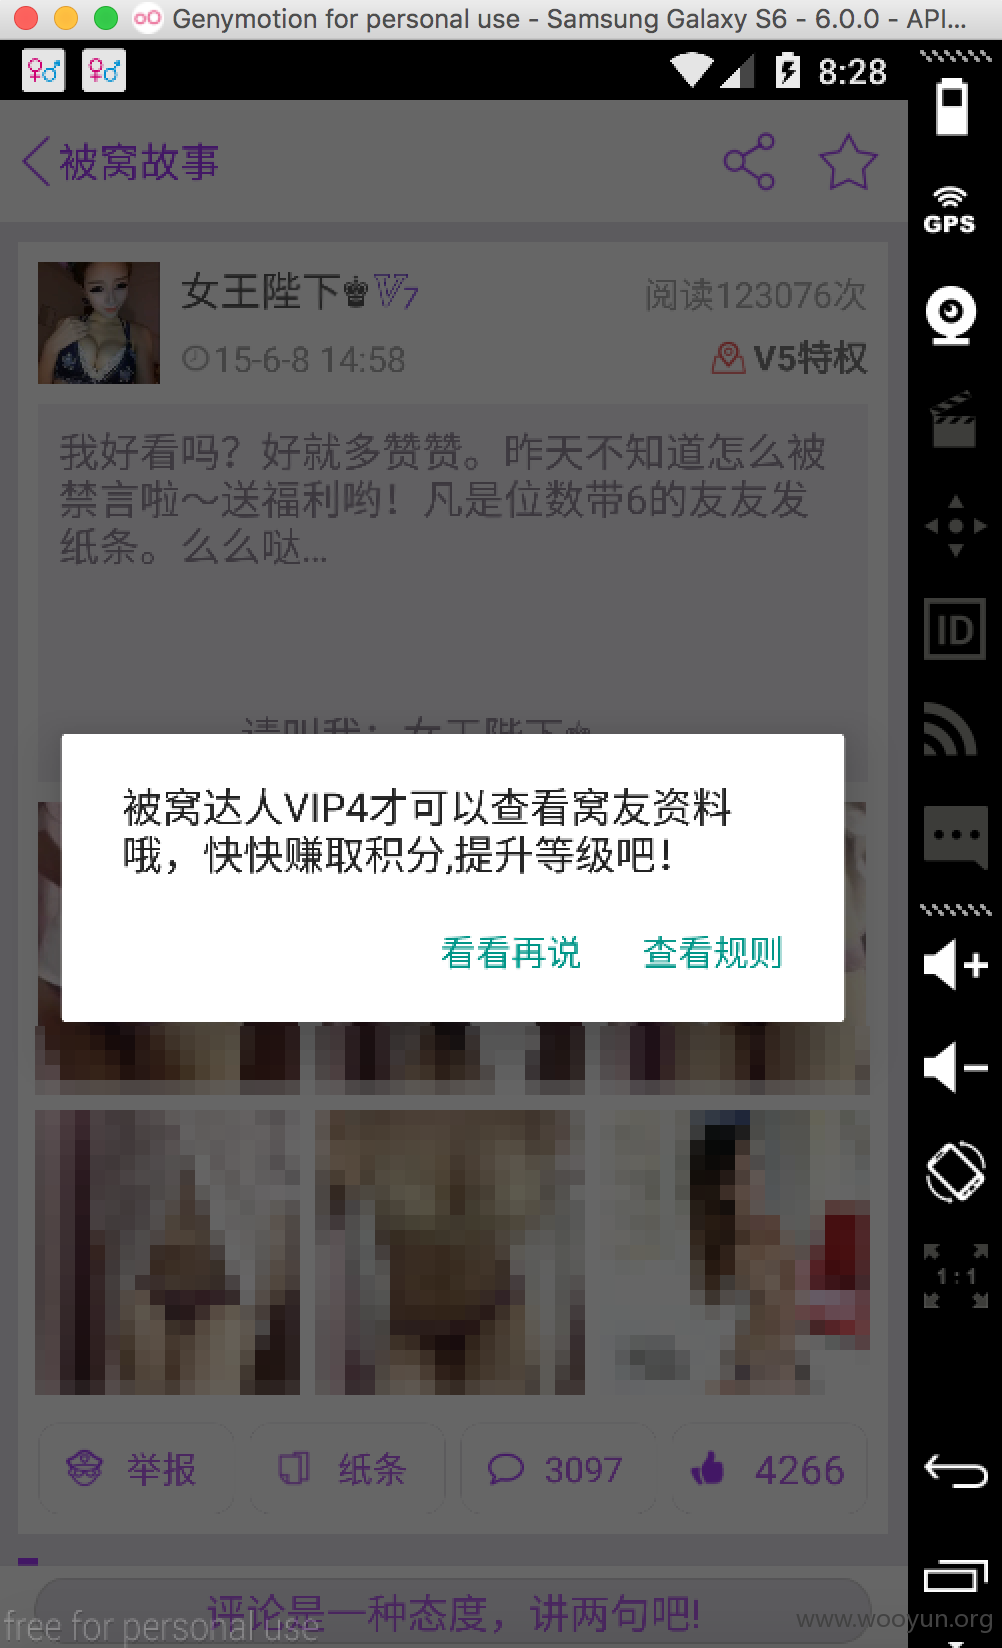 Genymotion for personal use - Samsung Galaxy S6 - 6.0.0 - API...
8:28
被窝故事
GPS
女王陛下♚V7
阅读123076次
15-6-8 14:58
V5特权
我好看吗？好就多赞赞。昨天不知道怎么被
禁言啦～送福利哟！凡是位数带6的友友发
纸条。么么哒...
ID
请叫我：女王陛下♚
被窝达人VIP4才可以查看窝友资料
哦，快快赚取积分,提升等级吧！
看看再说
查看规则
1:1
举报
纸条
3097
4266
评论是一种态度，讲两句吧!
free for personal use
www.wooyun.org